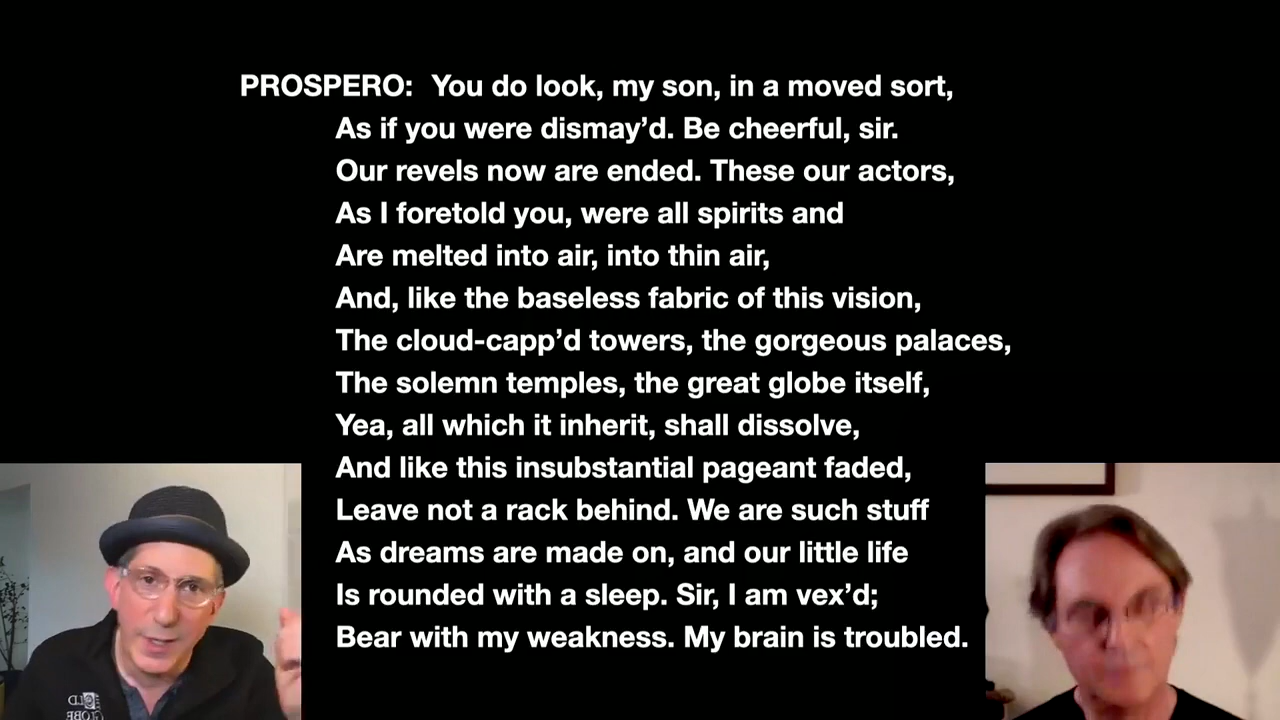 PROSPERO: You do look, my son, in a moved sort,
As if you were dismay’d. Be cheerful, sir.
Our revels now are ended. These our actors,
As I foretold you, were all spirits and
Are melted into air, into thin air,
And, like the baseless fabric of this vision,
The cloud-capp’d towers, the gorgeous palaces,
The solemn temples, the great globe itself,
Yea, all which it inherit, shall dissolve,
And like this insubstantial pageant faded,
Leave not a rack behind. We are such stuff
As dreams are made on, and our little life
Is rounded with a sleep. Sir, I am vex’d;
Bear with my weakness. My brain is troubled.
OLD
GLOBE